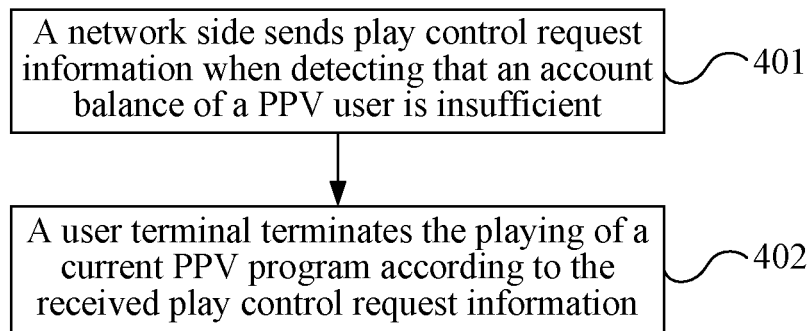 A network side sends play control request
information when detecting that an account
balance of a PPV user is insufficient
401
A user terminal terminates the playing of a
current PPV program according to the
received play control request information
402